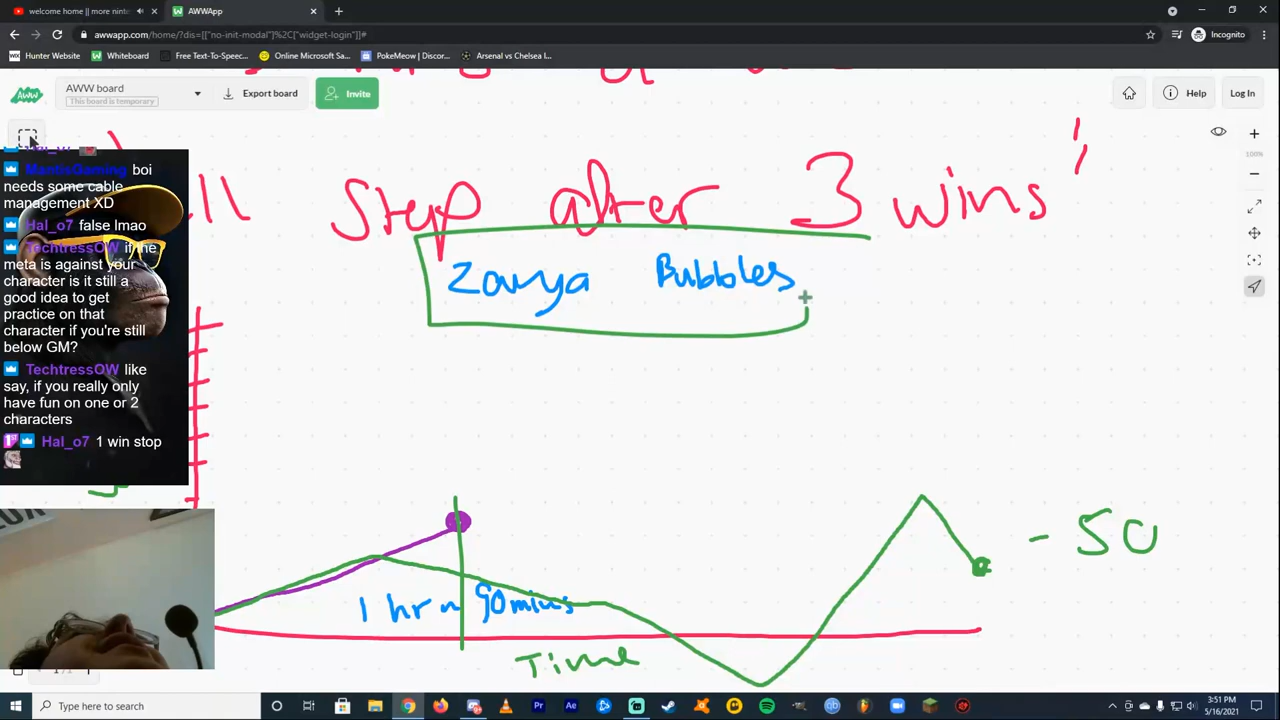 welcome home || more nint
AWWApp
awwapp.com/home/?dis=[["no-init-modal"]%2C["widget-login"]]#
Incognito
Hunter Website
Whiteboard
Free Text-To-Speec...
Online Microsoft Sa...
PokeMeow | Discor...
Arsenal vs Chelsea I...
AWW board
This board is temporary
Export board
Invite
Help
Log In
100%
Stop after 3 wins
Zarya Bubbles
MantisGaming boi
needs some cable
management XD
Hal_o7 false lmao
TechtressOW if the
meta is against your
character is it still a
good idea to get
practice on that
character if you're still
below GM?
TechtressOW like
say, if you really only
have fun on one or 2
characters
Hal_o7 1 win stop
- 50
1 hr n 90 mins
Time
Type here to search
3:51 PM
5/16/2021